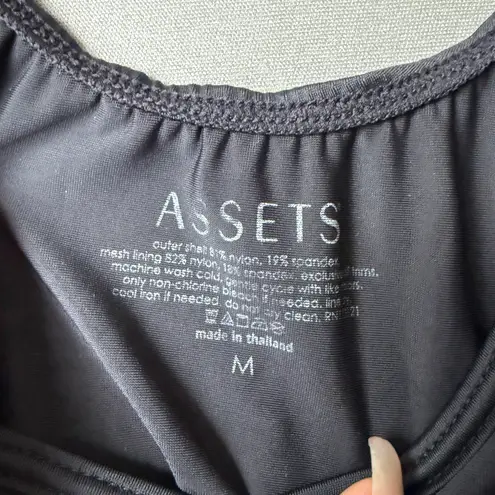 ASSETS
outer shell 81% nylon, 19% spandex
mesh lining 82% nylon, 18% spandex, exclusive of trims.
machine wash cold, gentle cycle with like colors.
only non-chlorine bleach if needed. line dry.
cool iron if needed. do not dry clean.
made in thailand
M